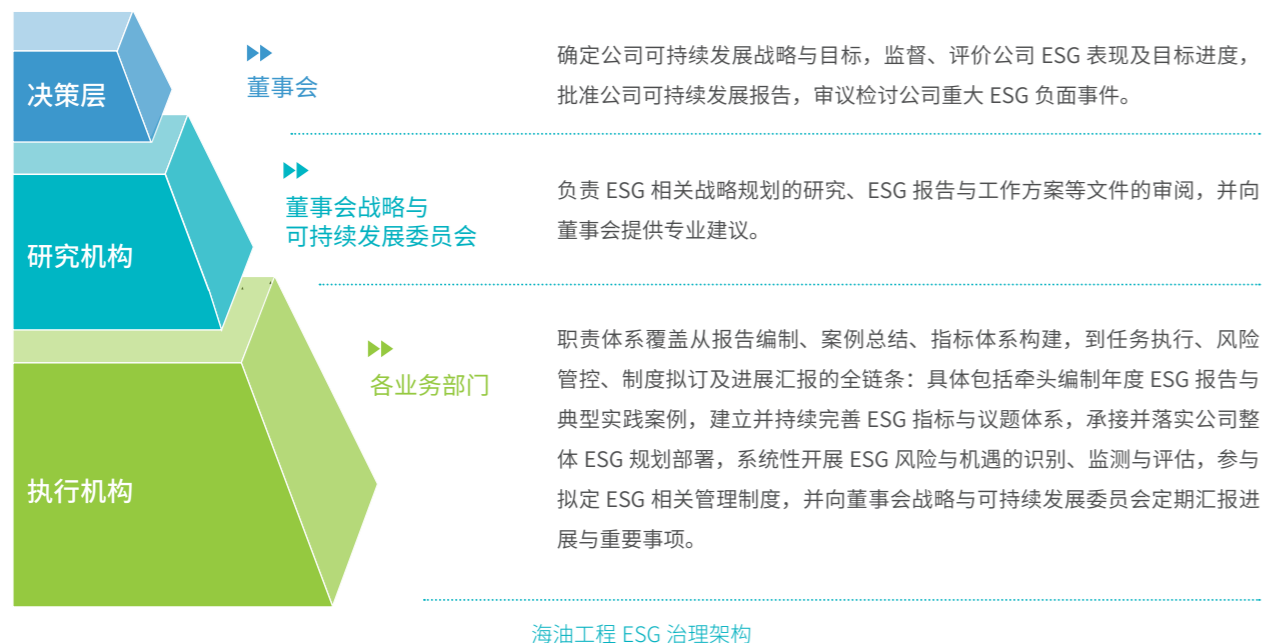 决策层
董事会
确定公司可持续发展战略与目标，监督、评价公司 ESG 表现及目标进度，
批准公司可持续发展报告，审议检讨公司重大 ESG 负面事件。
研究机构
董事会战略与
可持续发展委员会
负责 ESG 相关战略规划的研究、ESG 报告与工作方案等文件的审阅，并向
董事会提供专业建议。
执行机构
各业务部门
职责体系覆盖从报告编制、案例总结、指标体系构建，到任务执行、风险
管控、制度拟订及进展汇报的全链条：具体包括牵头编制年度 ESG 报告与
典型实践案例，建立并持续完善 ESG 指标与议题体系，承接并落实公司整
体 ESG 规划部署，系统性开展 ESG 风险与机遇的识别、监测与评估，参与
拟定 ESG 相关管理制度，并向董事会战略与可持续发展委员会定期汇报进
展与重要事项。
海油工程 ESG 治理架构